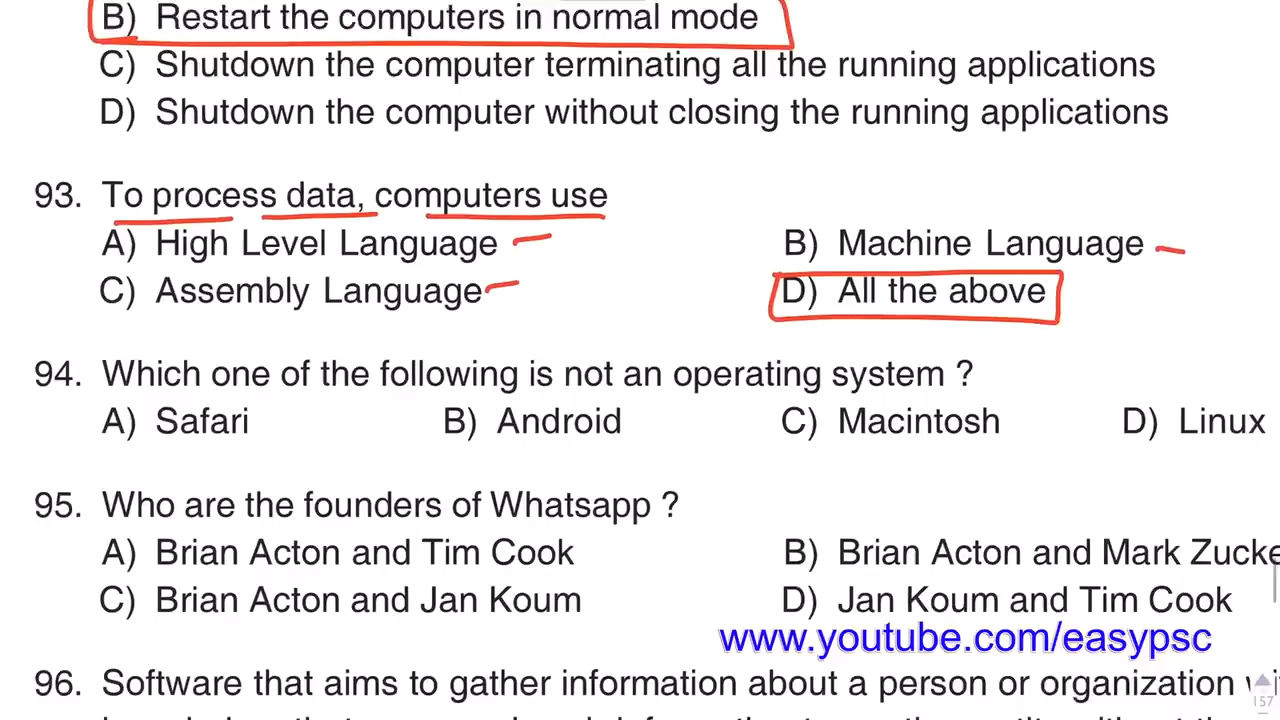 B) Restart the computers in normal mode
C) Shutdown the computer terminating all the running applications
D) Shutdown the computer without closing the running applications
93. To process data, computers use
A) High Level Language B) Machine Language
C) Assembly Language D) All the above
94. Which one of the following is not an operating system ?
A) Safari B) Android C) Macintosh D) Linux
95. Who are the founders of Whatsapp ?
A) Brian Acton and Tim Cook B) Brian Acton and Mark Zucke
C) Brian Acton and Jan Koum D) Jan Koum and Tim Cook
www.youtube.com/easypsc
96. Software that aims to gather information about a person or organization
157